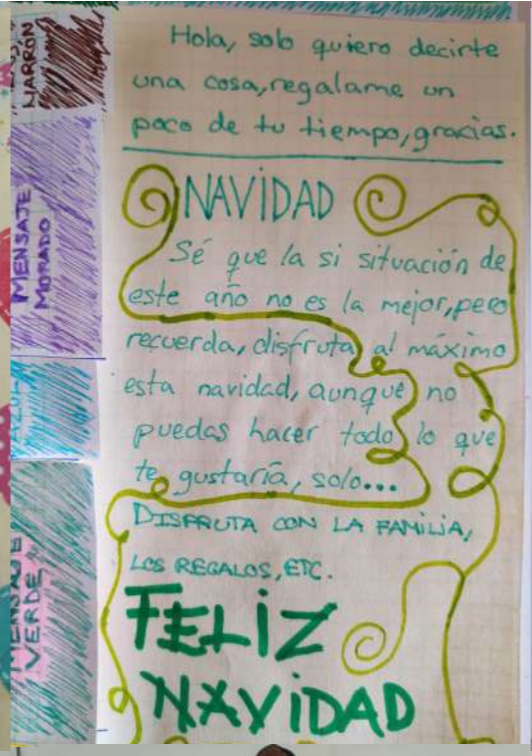 MARRÓN
MENSAJE
MORADO
AZUL
MENSAJE
VERDE
Hola, solo quiero decirte
una cosa, regalame un
poco de tu tiempo, gracias.
NAVIDAD
Sé que la si situación de
este año no es la mejor, pero
recuerda, disfruta al máximo
esta navidad, aunque no
puedas hacer todo lo que
te gustaría, solo...
DISFRUTA CON LA FAMILIA,
LOS REGALOS, ETC.
FELIZ
NAVIDAD